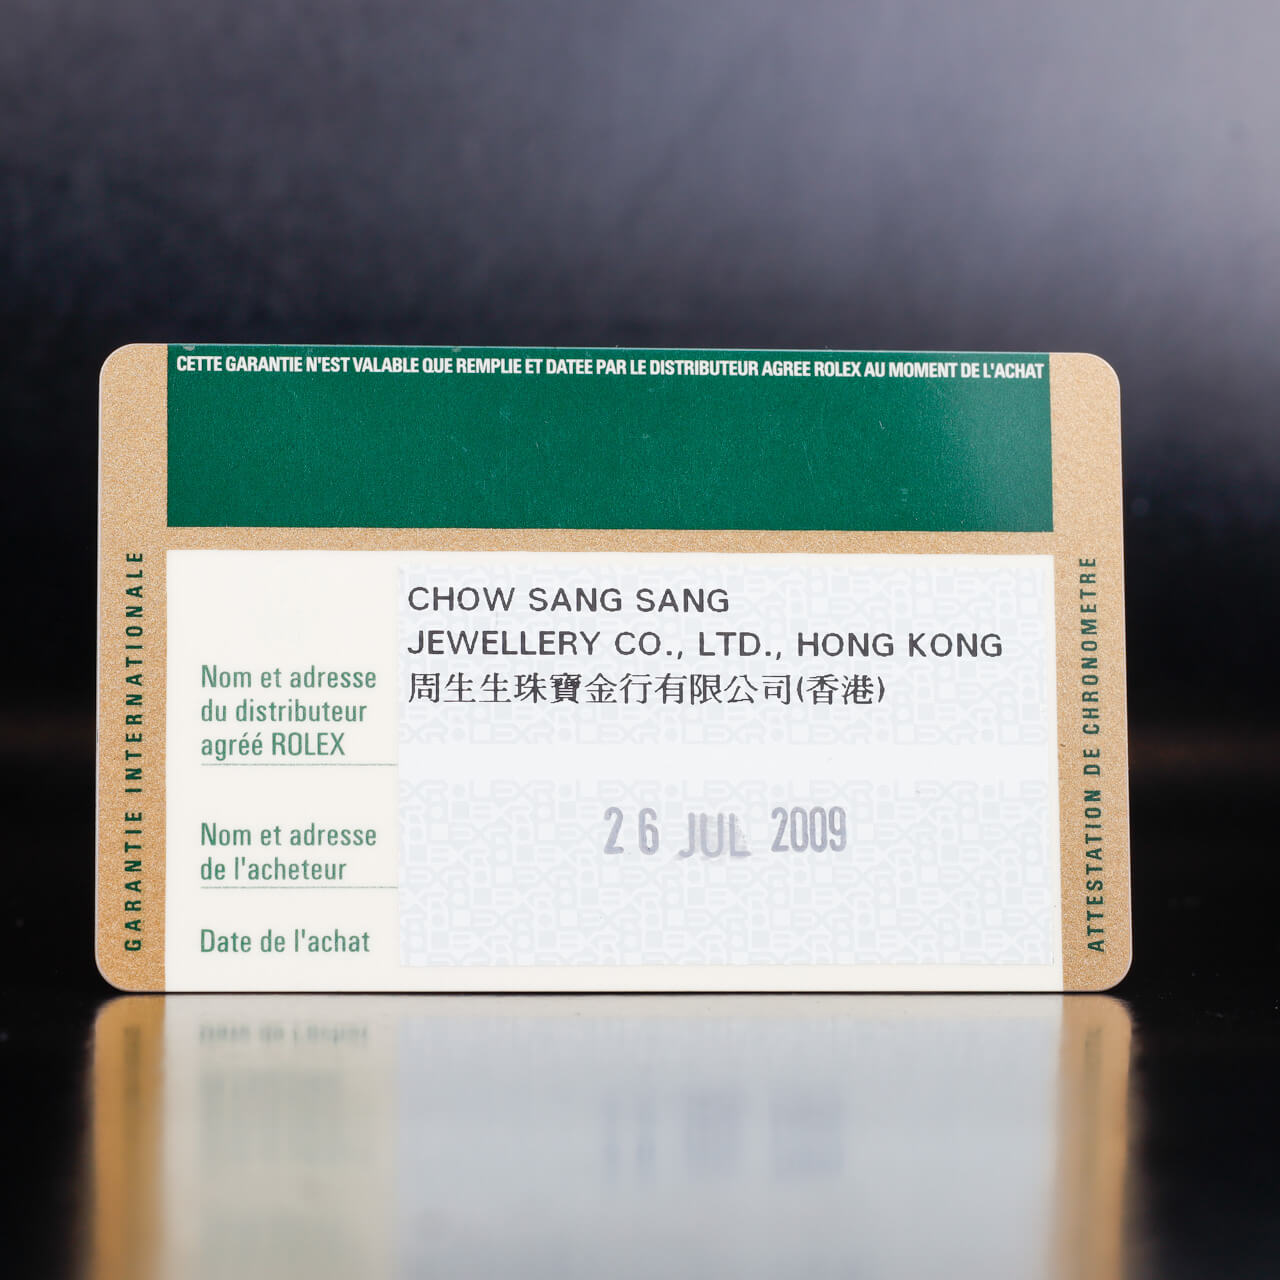 CETTE GARANTIE N'EST VALABLE QUE REMPLIE ET DATEE PAR LE DISTRIBUTEUR AGREE ROLEX AU MOMENT DE L'ACHAT
GARANTIE INTERNATIONALE
Nom et adresse
du distributeur
agréé ROLEX
CHOW SANG SANG
JEWELLERY CO., LTD., HONG KONG
周生生珠寶金行有限公司(香港)
Nom et adresse
de l'acheteur
26 JUL 2009
Date de l'achat
ATTESTATION DE CHRONOMETRE